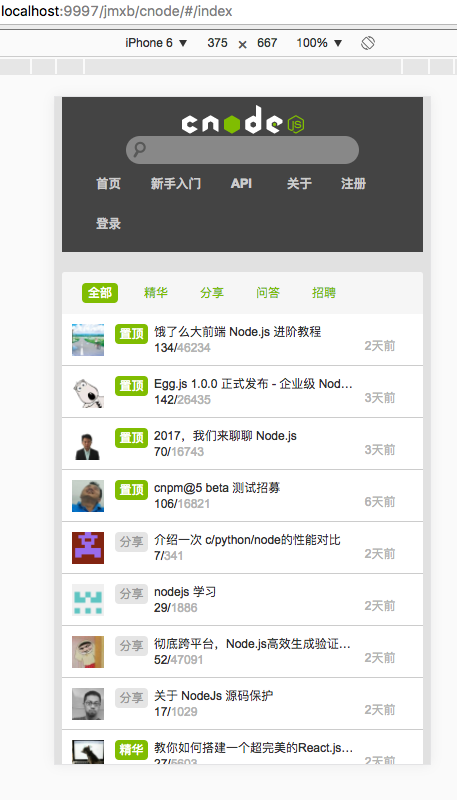 localhost:9997/jmxb/cnode/#/index
iPhone 6 ▼ 375 × 667 100% ▼
cnode JS
首页 新手入门 API 关于 注册
登录
全部 精华 分享 问答 招聘
置顶 饿了么大前端 Node.js 进阶教程
134/46234 2天前
置顶 Egg.js 1.0.0 正式发布 - 企业级 Nod…
142/26435 3天前
置顶 2017，我们来聊聊 Node.js
70/16743 3天前
置顶 cnpm@5 beta 测试招募
106/16821 6天前
分享 介绍一次 c/python/node的性能对比
7/341 2天前
分享 nodejs 学习
29/1886 2天前
分享 彻底跨平台，Node.js高效生成验证…
52/47091 2天前
分享 关于 NodeJs 源码保护
17/1029 2天前
精华 教你如何搭建一个超完美的React.js…
27/5603 2天前